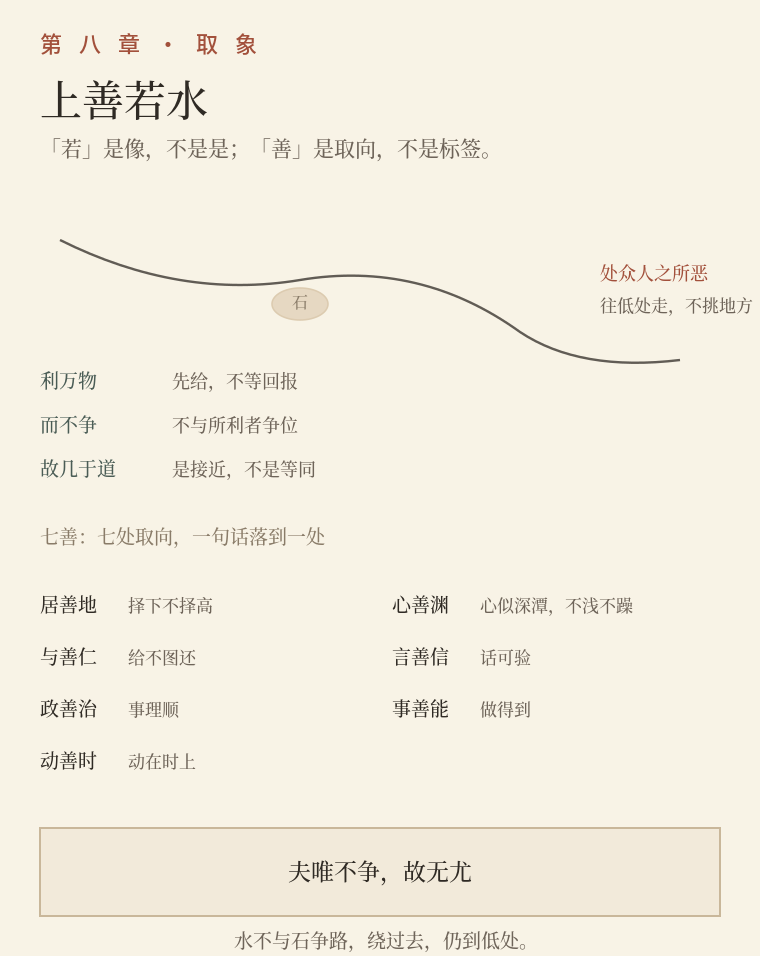 第八章·取象
上善若水
「若」是像，不是是；「善」是取向，不是标签。
处众人之所恶
往低处走，不挑地方
石
利万物 先给，不等回报
而不争 不与所利者争位
故几于道 是接近，不是等同
七善：七处取向，一句话落到一处
居善地 择下不择高 心善渊 心似深潭，不浅不躁
与善仁 给不图还 言善信 话可验
政善治 事理顺 事善能 做得到
动善时 动在时上
夫唯不争，故无尤
水不与石争路，绕过去，仍到低处。